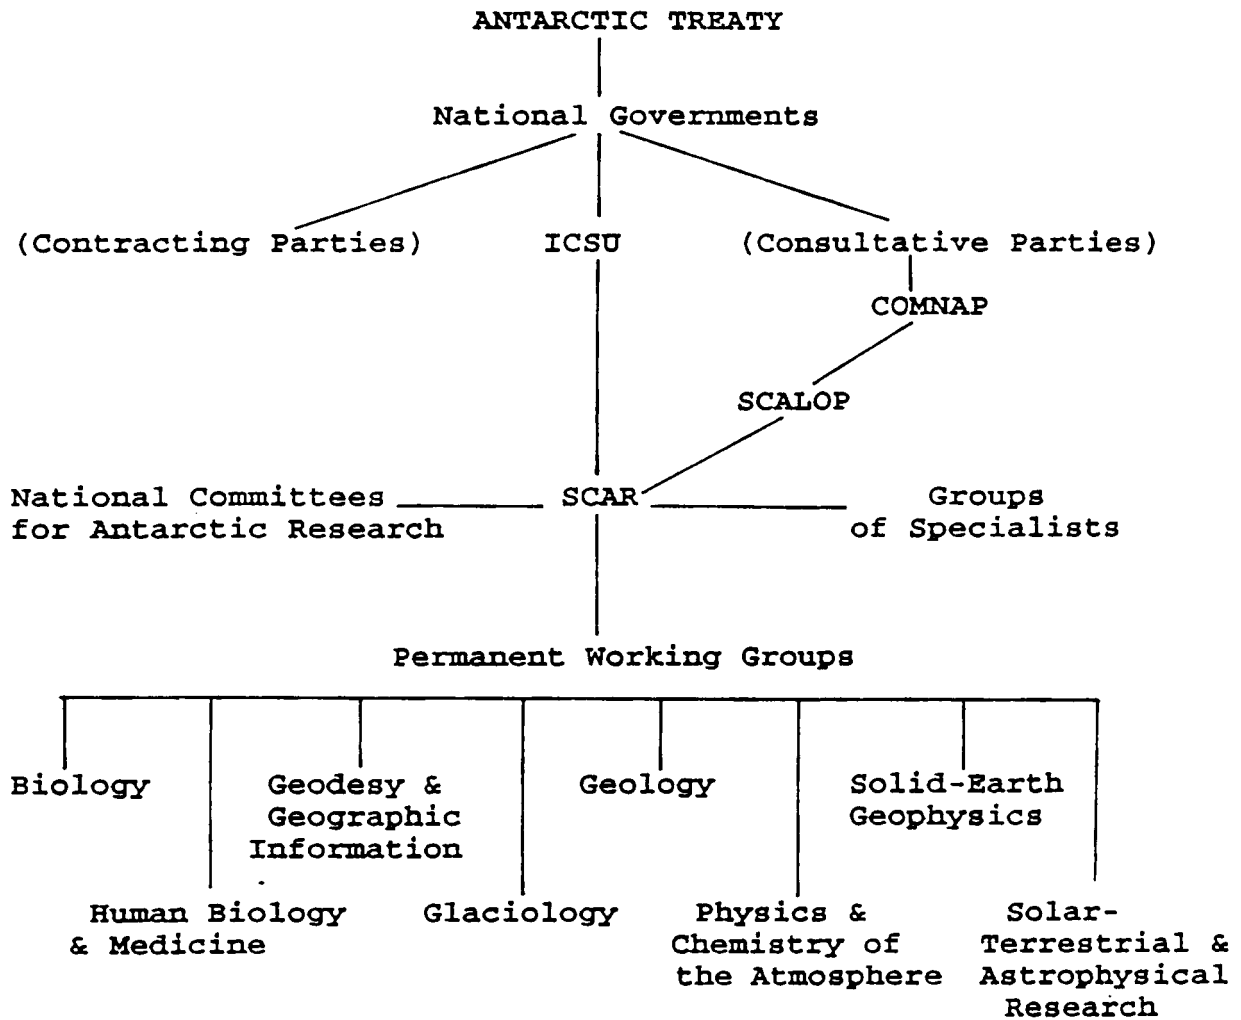 ANTARCTIC TREATY
National Governments
(Contracting Parties)
ICSU
(Consultative Parties)
COMNAP
SCALOP
National Committees
for Antarctic Research
SCAR
Groups
of Specialists
Permanent Working Groups
Biology
Geodesy &
Geographic
Information
Geology
Solid-Earth
Geophysics
Human Biology
& Medicine
Glaciology
Physics &
Chemistry of
the Atmosphere
Solar-
Terrestrial &
Astrophysical
Research